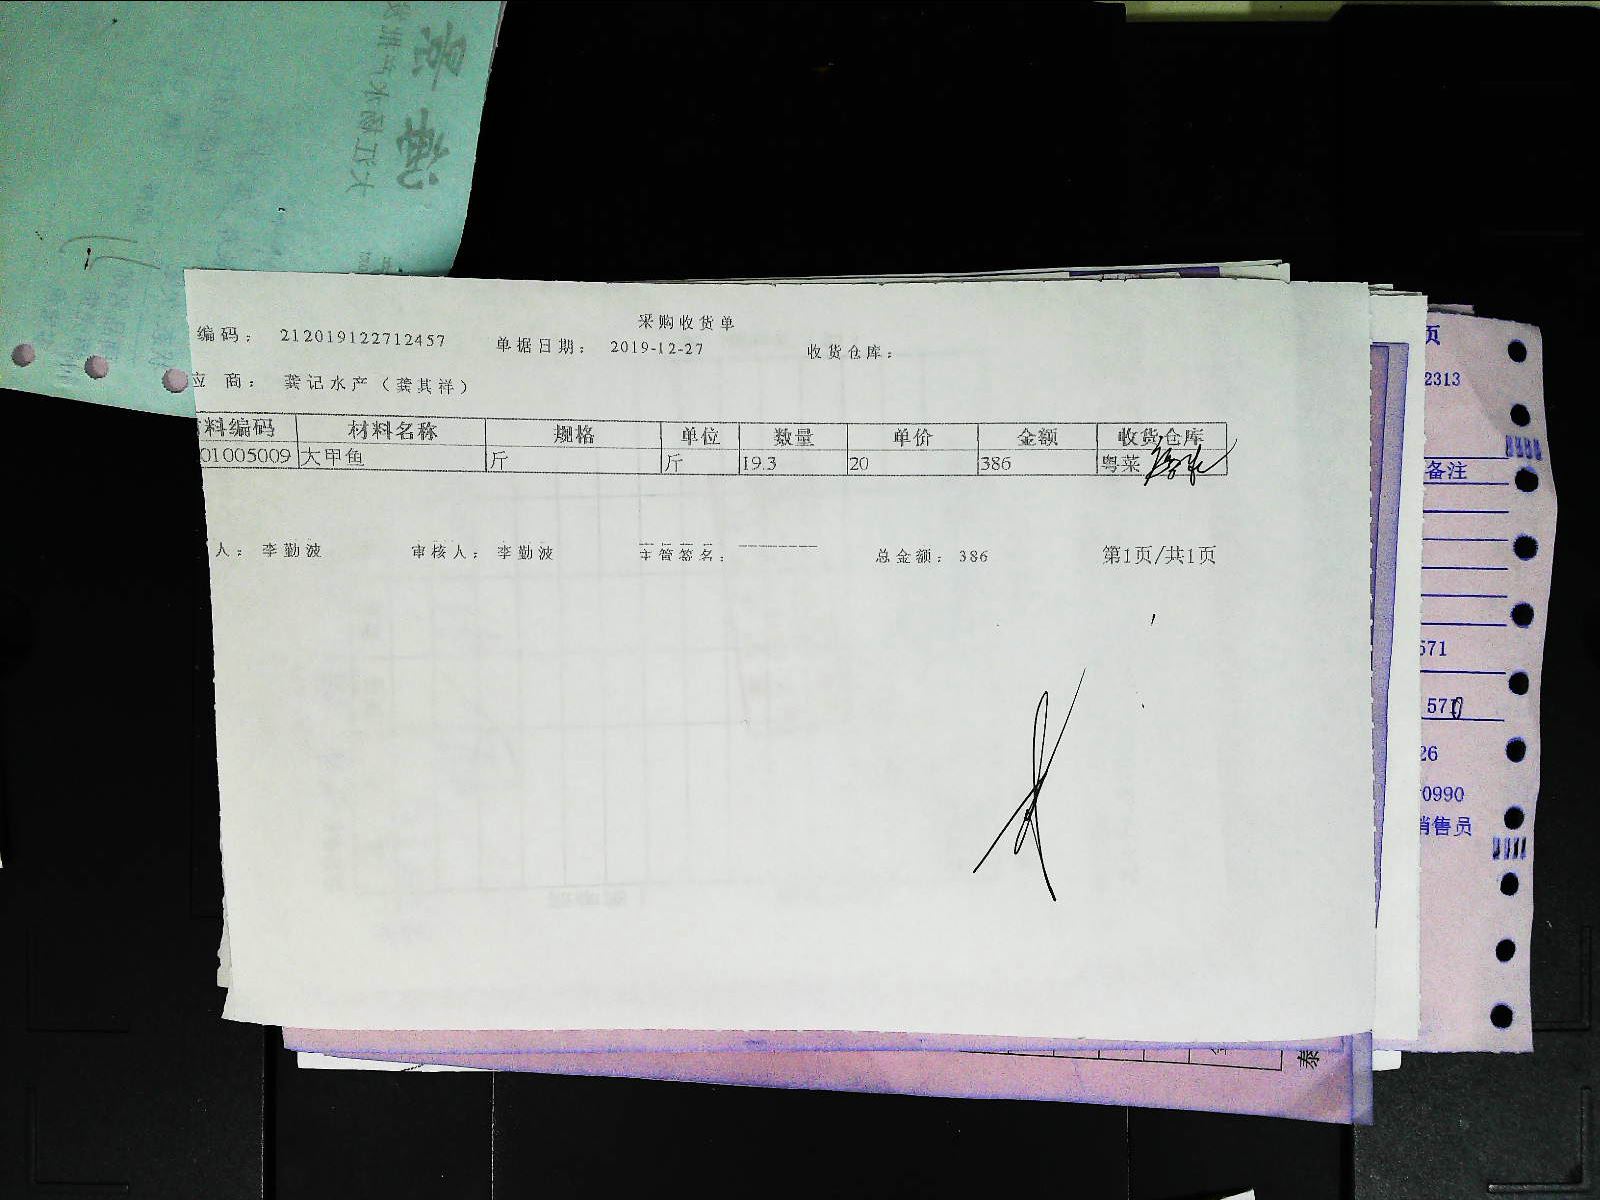 采购收货单
编码： 212019122712457 单据日期： 2019-12-27 收货仓库：
应 商： 龚记水产（龚其祥）
料编码 材料名称 规格 单位 数量 单价 金额 收货仓库
01005009 大甲鱼 斤 斤 19.3 20 386 粤菜
人： 李勤波 审核人： 李勤波 主管签名： 总金额： 386 第1页/共1页
页
2313
备注
571
571
26
0990
销售员
泰